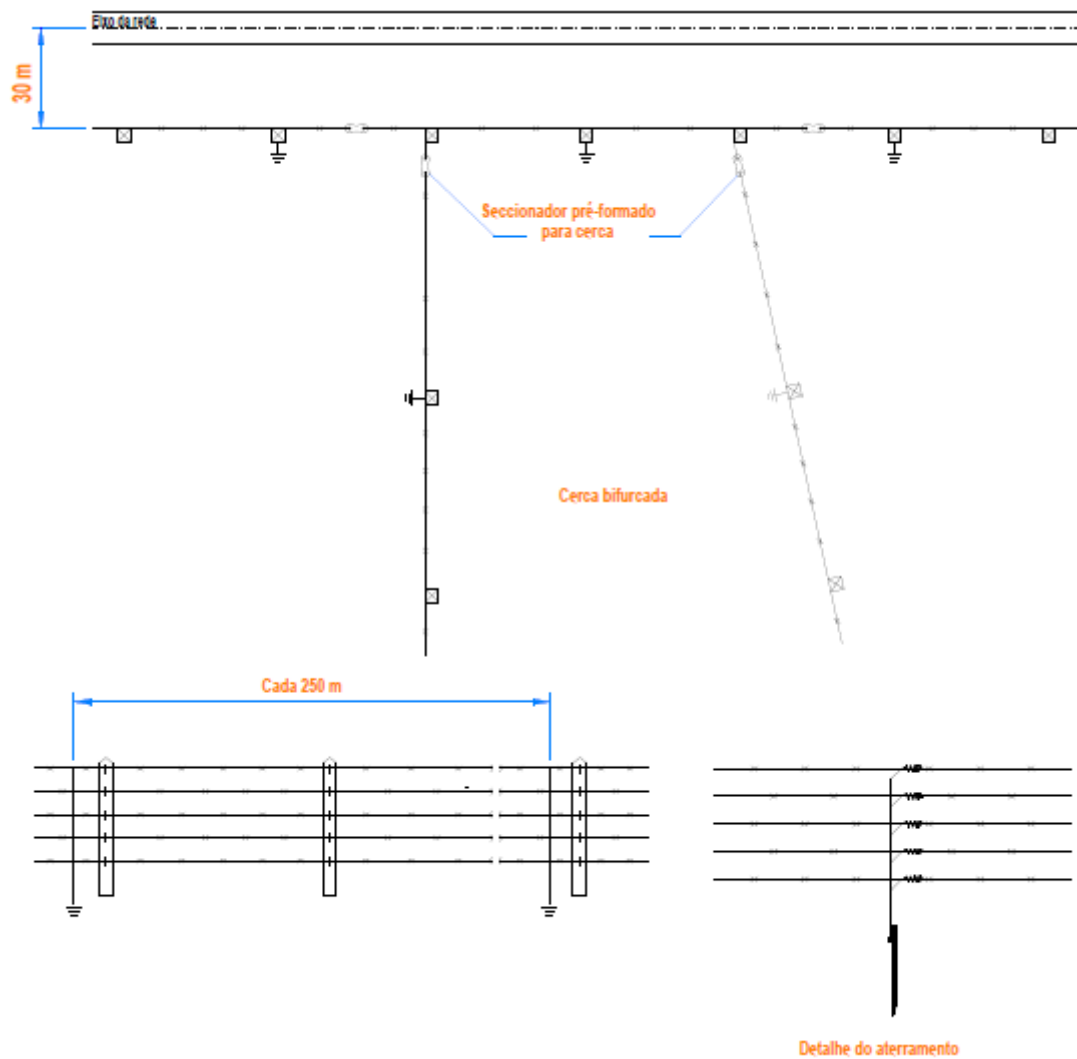 Eixo da rede
30 m
Seccionador pré-formado
para cerca
Cerca bifurcada
Cada 250 m
Detalhe do aterramento